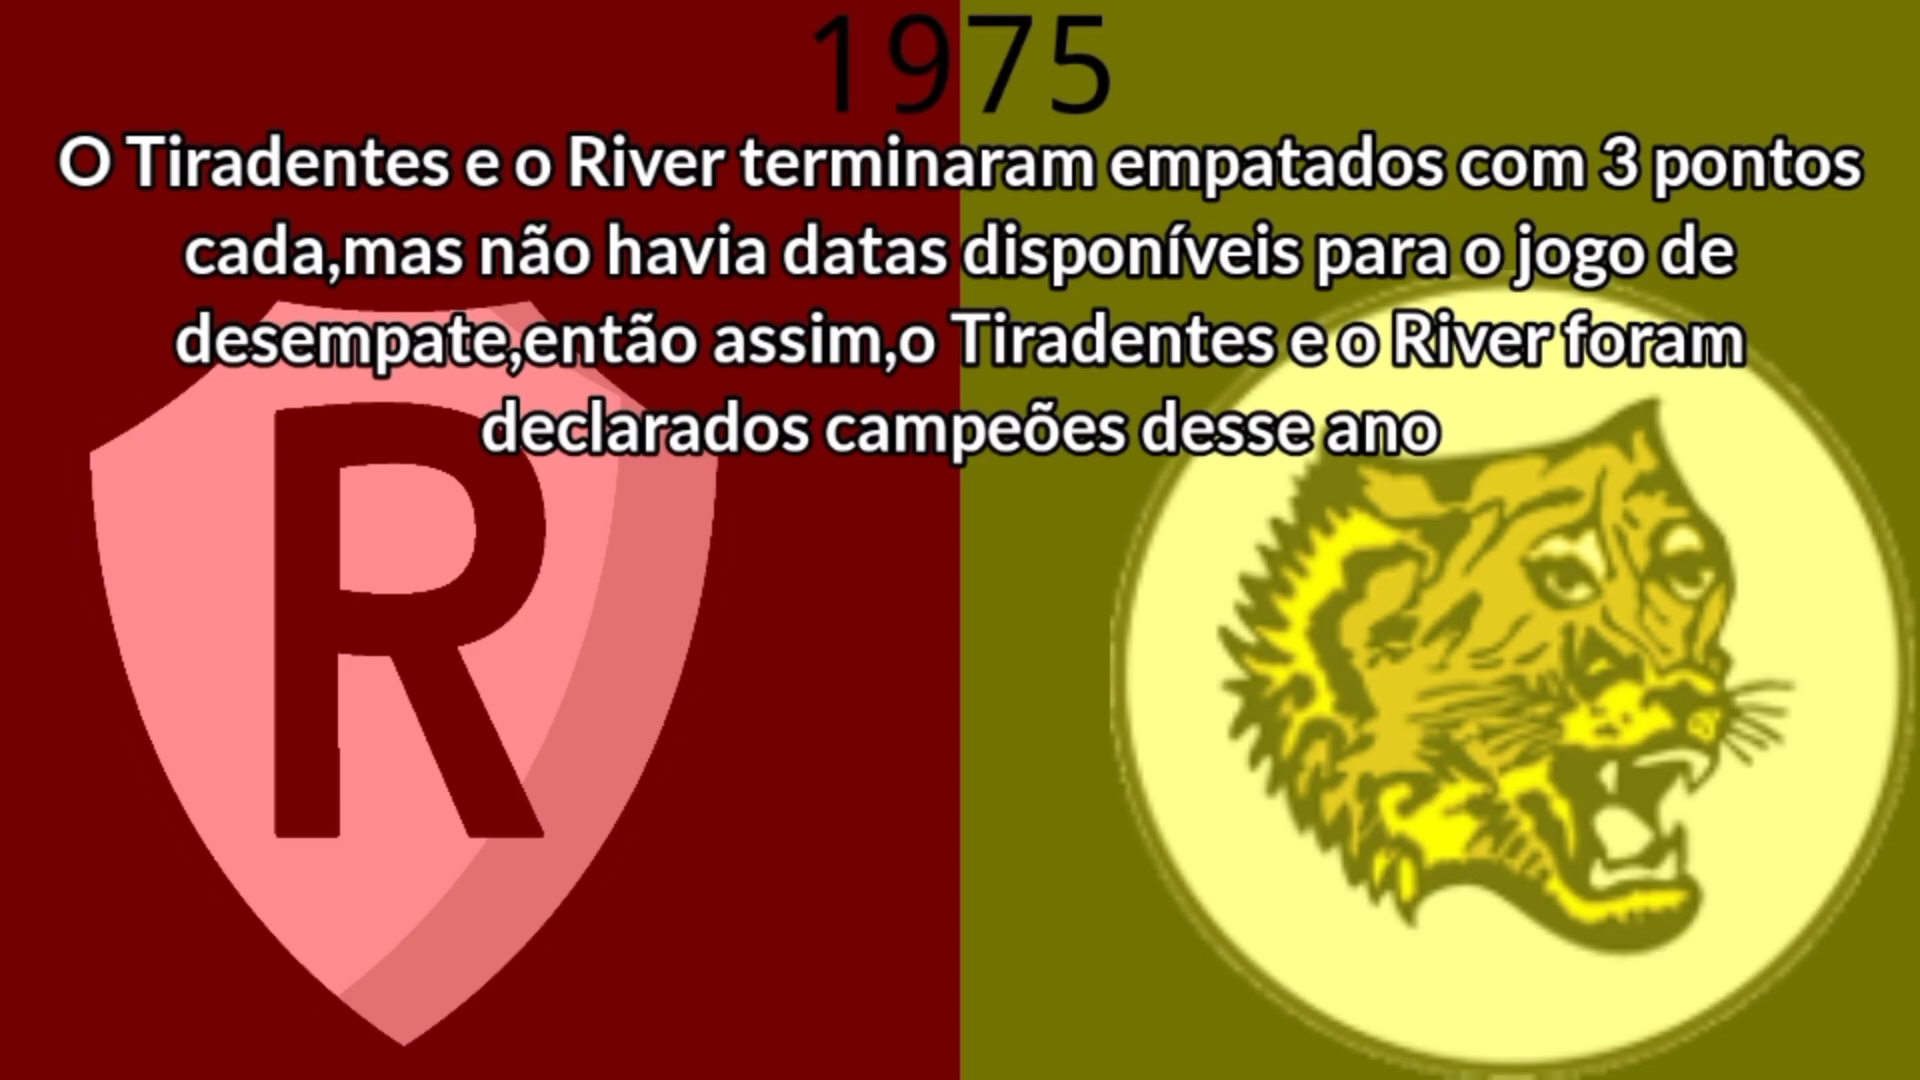 1975
O Tiradentes e o River terminaram empatados com 3 pontos
cada,mas não havia datas disponíveis para o jogo de
desempate,então assim,o Tiradentes e o River foram
declarados campeões desse ano
R